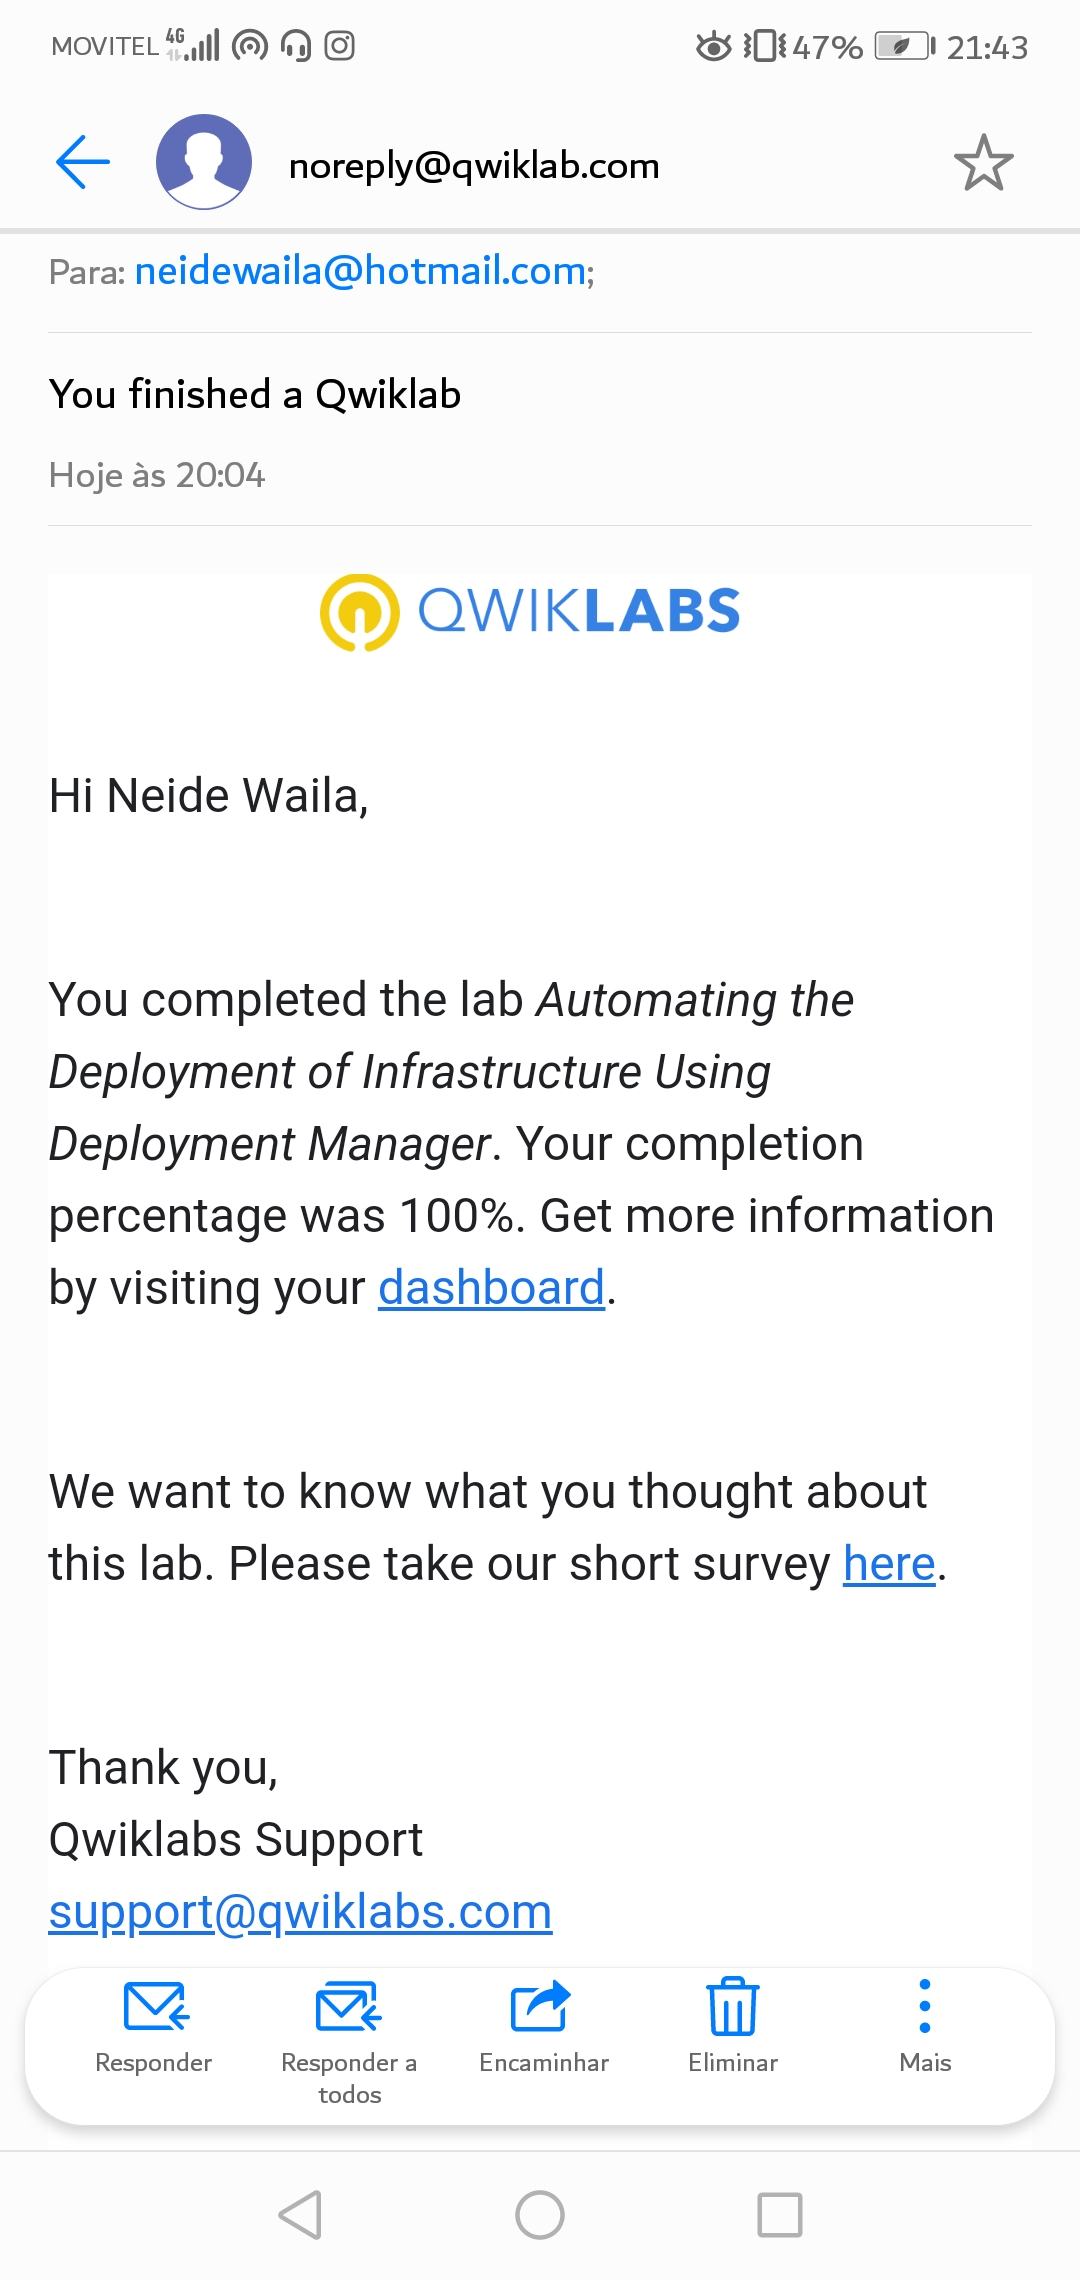 MOVITEL 4G 47% 21:43
noreply@qwiklab.com
Para: neidewaila@hotmail.com;
You finished a Qwiklab
Hoje às 20:04
QWIKLABS
Hi Neide Waila,
You completed the lab Automating the
Deployment of Infrastructure Using
Deployment Manager. Your completion
percentage was 100%. Get more information
by visiting your dashboard.
We want to know what you thought about
this lab. Please take our short survey here.
Thank you,
Qwiklabs Support
support@qwiklabs.com
Responder Responder a Encaminhar Eliminar Mais
todos